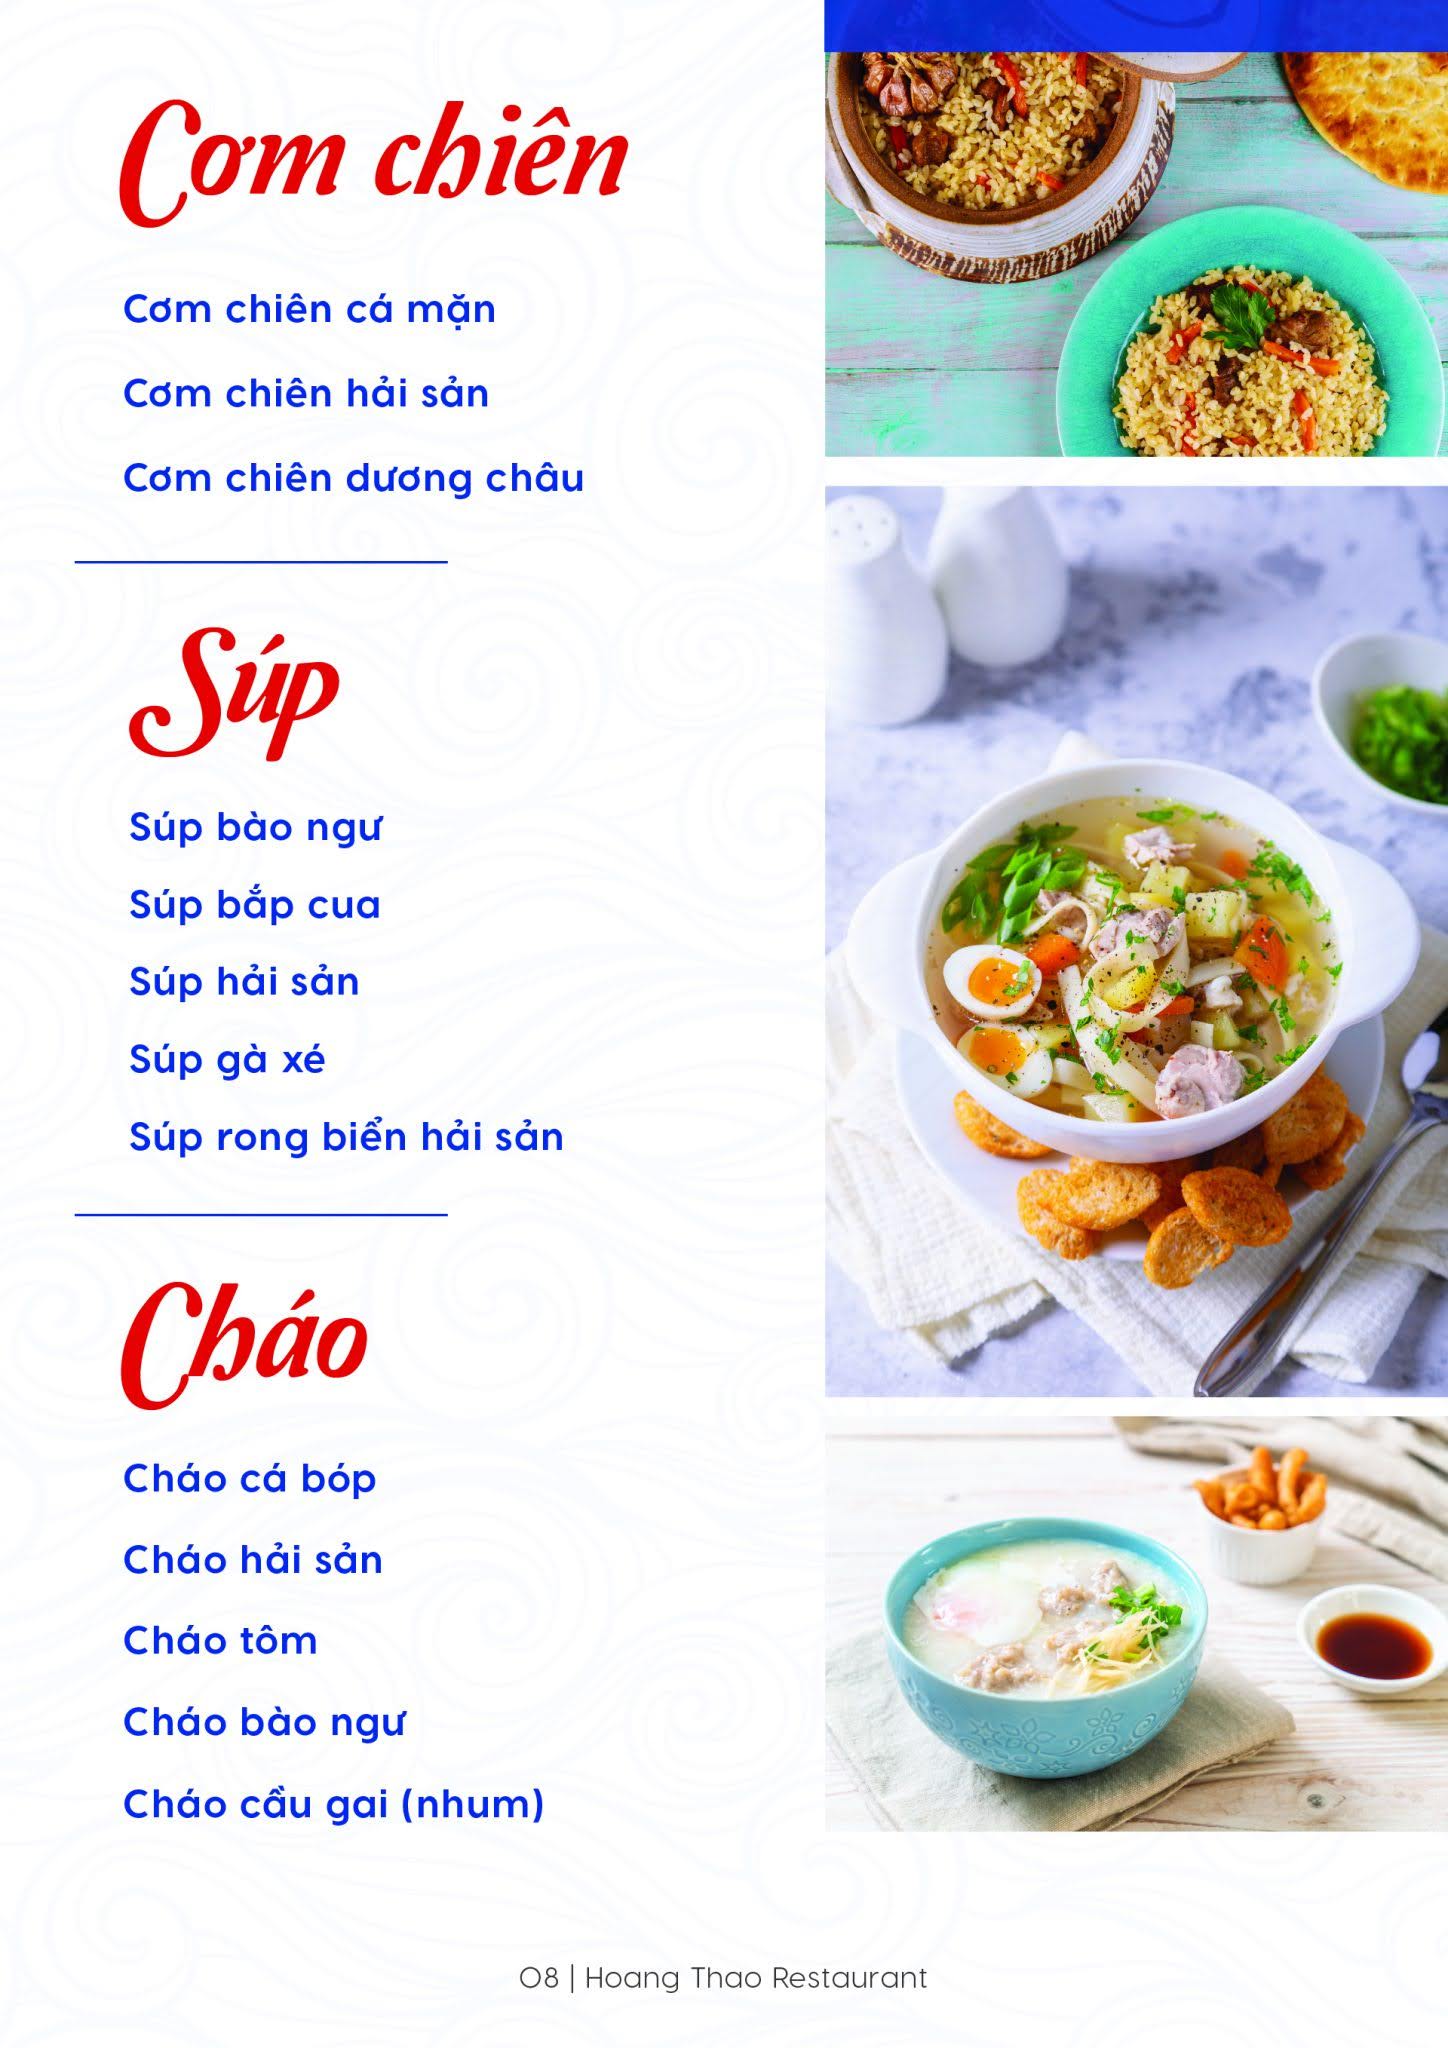 Cơm chiên
Cơm chiên cá mặn
Cơm chiên hải sản
Cơm chiên dương châu
Súp
Súp bào ngư
Súp bắp cua
Súp hải sản
Súp gà xé
Súp rong biển hải sản
Cháo
Cháo cá bóp
Cháo hải sản
Cháo tôm
Cháo bào ngư
Cháo cầu gai (nhum)
08 | Hoang Thao Restaurant